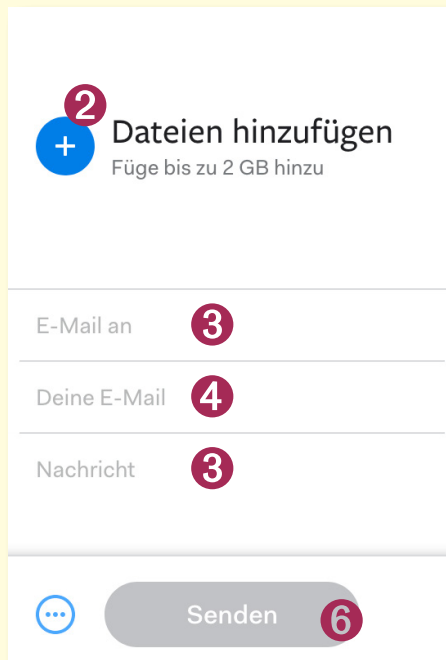 2
Dateien hinzufügen
Füge bis zu 2 GB hinzu
E-Mail an 3
Deine E-Mail 4
Nachricht 3
Senden 6